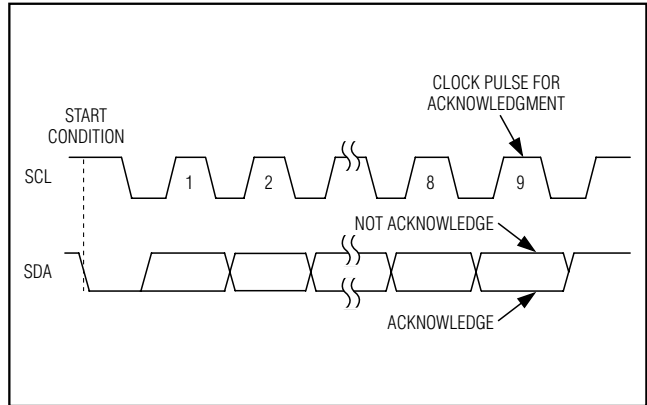 CLOCK PULSE FOR
ACKNOWLEDGMENT
START
CONDITION
SCL
1
2
8
9
NOT ACKNOWLEDGE
SDA
ACKNOWLEDGE